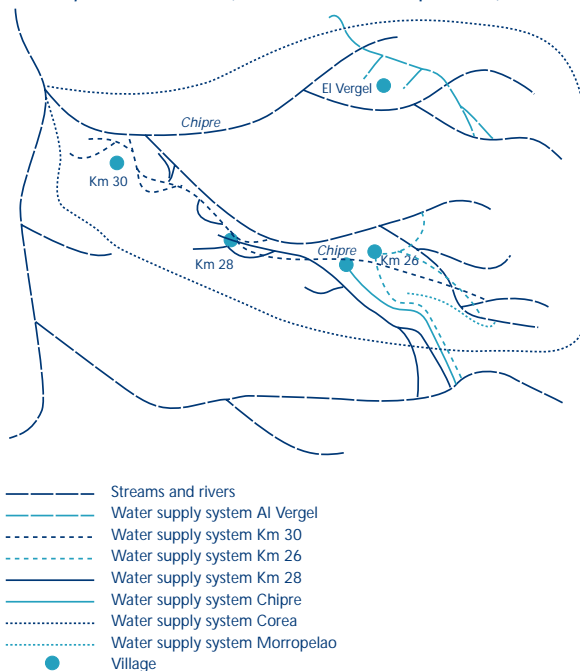 El Vergel
Chipre
Km 30
Chipre
Km 28
Km 26
Streams and rivers
Water supply system Al Vergel
Water supply system Km 30
Water supply system Km 26
Water supply system Km 28
Water supply system Chipre
Water supply system Corea
Water supply system Morropelao
Village